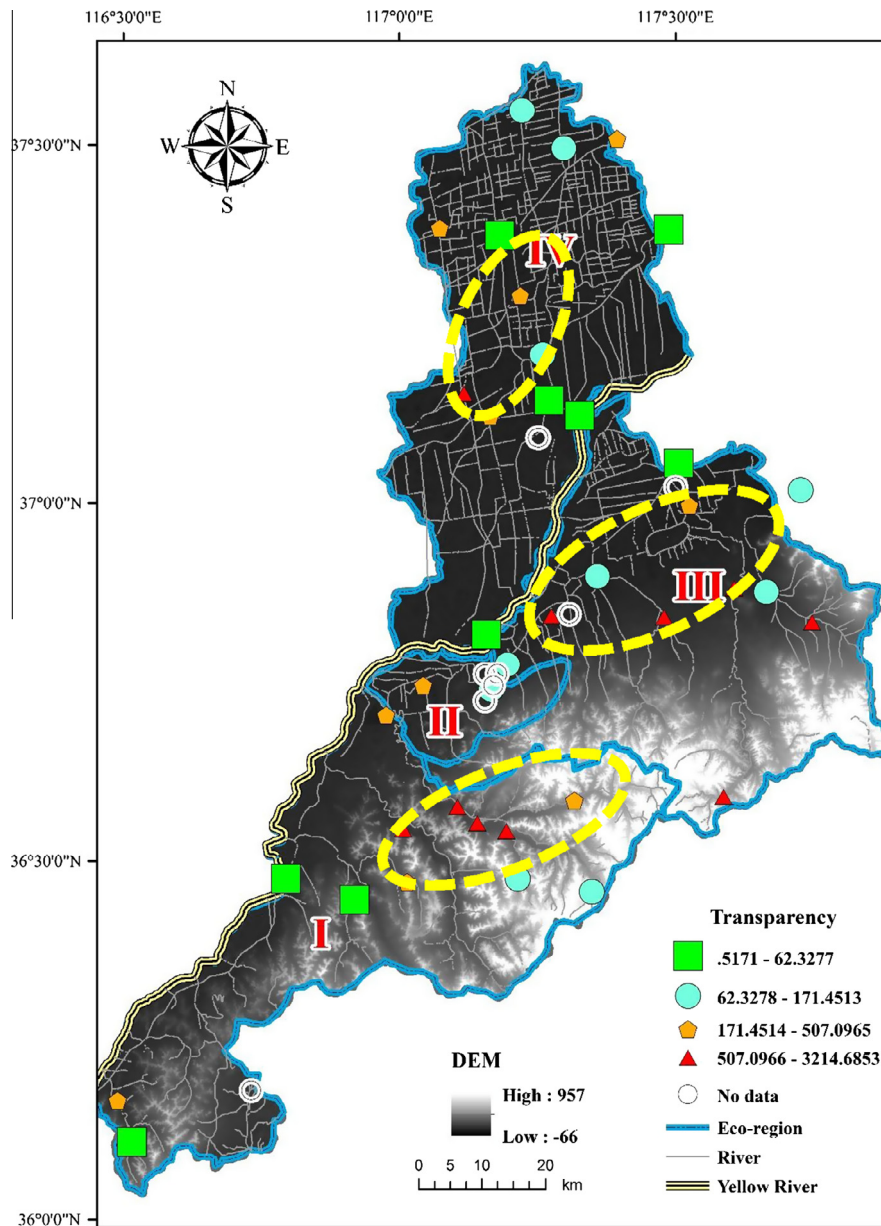 116°30'0"E 117°0'0"E 117°30'0"E
N
W E
S
37°30'0"N
IV
37°0'0"N
III
II
36°30'0"N
I
Transparency
.5171 - 62.3277
62.3278 - 171.4513
171.4514 - 507.0965
507.0966 - 3214.6853
No data
Eco-region
River
Yellow River
DEM
High : 957
Low : -66
0 5 10 20
km
36°0'0"N